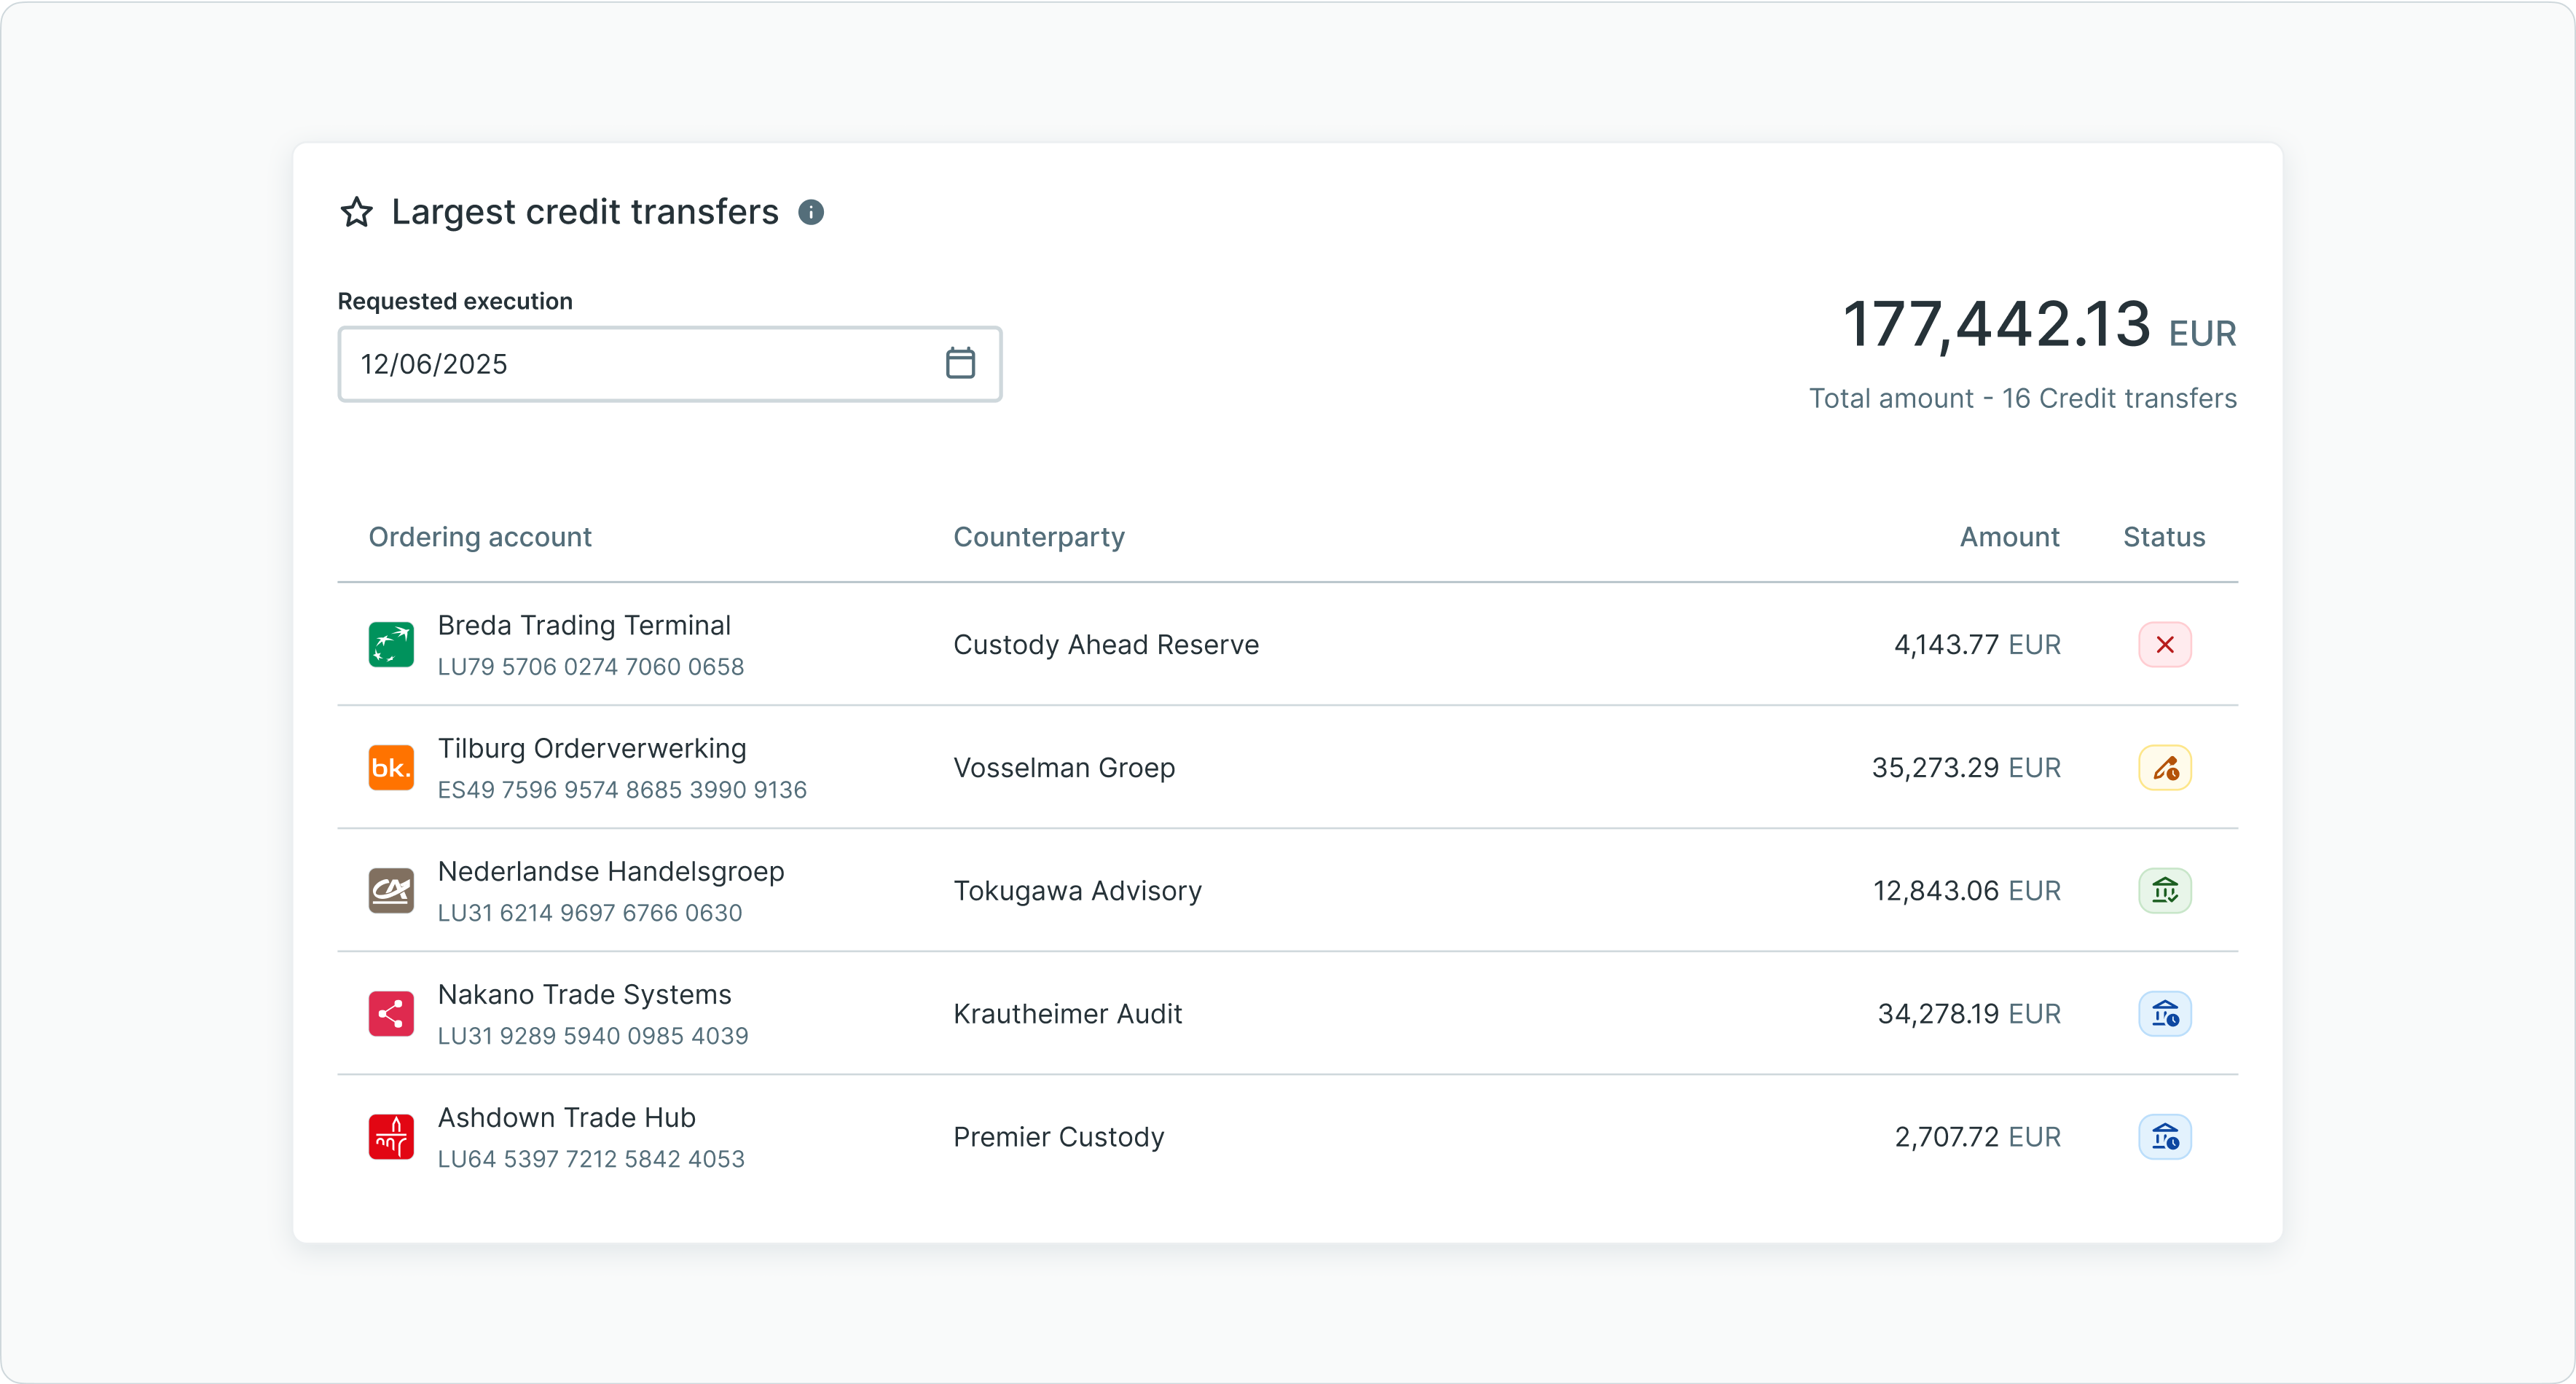 Largest credit transfers
Requested execution
12/06/2025
177,442.13 EUR
Total amount - 16 Credit transfers
Ordering account Counterparty Amount Status
Breda Trading Terminal
LU79 5706 0274 7060 0658
Custody Ahead Reserve
4,143.77 EUR
bk.
Tilburg Orderverwerking
ES49 7596 9574 8685 3990 9136
Vosselman Groep
35,273.29 EUR
CA
Nederlandse Handelsgroep
LU31 6214 9697 6766 0630
Tokugawa Advisory
12,843.06 EUR
Nakano Trade Systems
LU31 9289 5940 0985 4039
Krautheimer Audit
34,278.19 EUR
Ashdown Trade Hub
LU64 5397 7212 5842 4053
Premier Custody
2,707.72 EUR